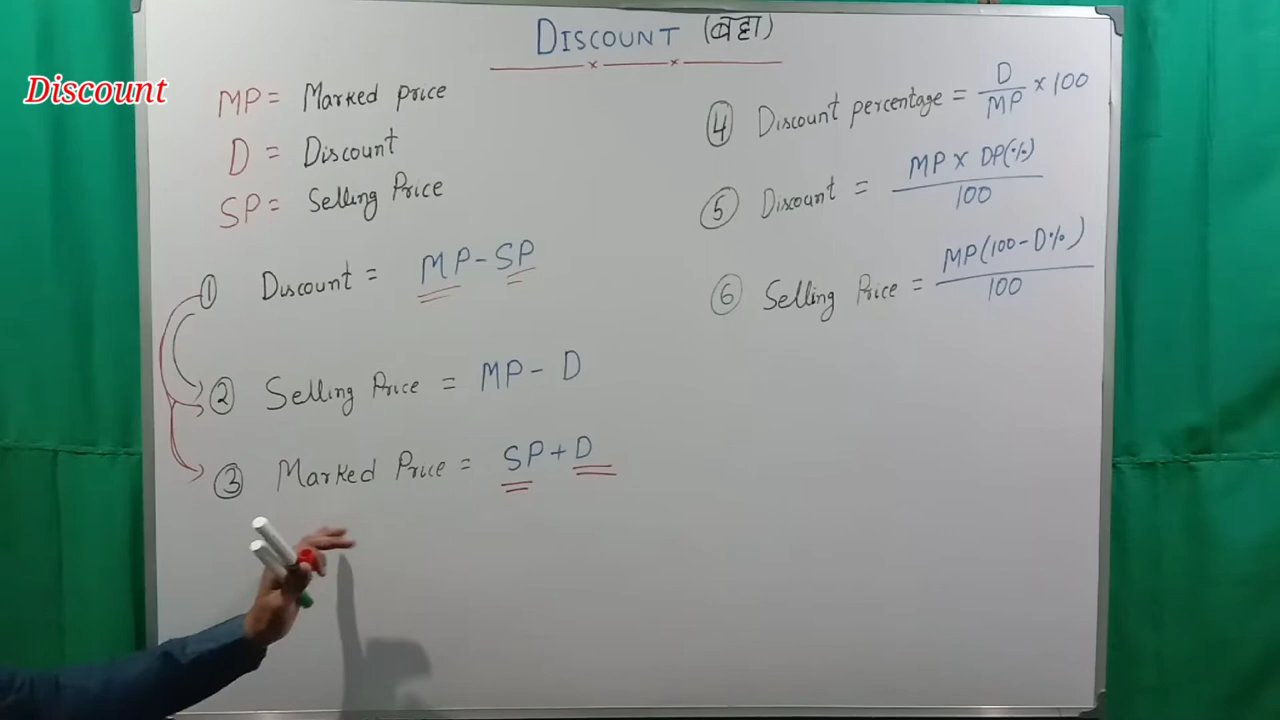 DISCOUNT (बट्टा)
Discount
MP = Marked price
D = Discount
SP = Selling Price
① Discount = MP - SP
② Selling Price = MP - D
③ Marked Price = SP + D
④ Discount percentage = D/MP × 100
⑤ Discount = MP × DP(%)/100
⑥ Selling Price = MP(100 - D%)/100